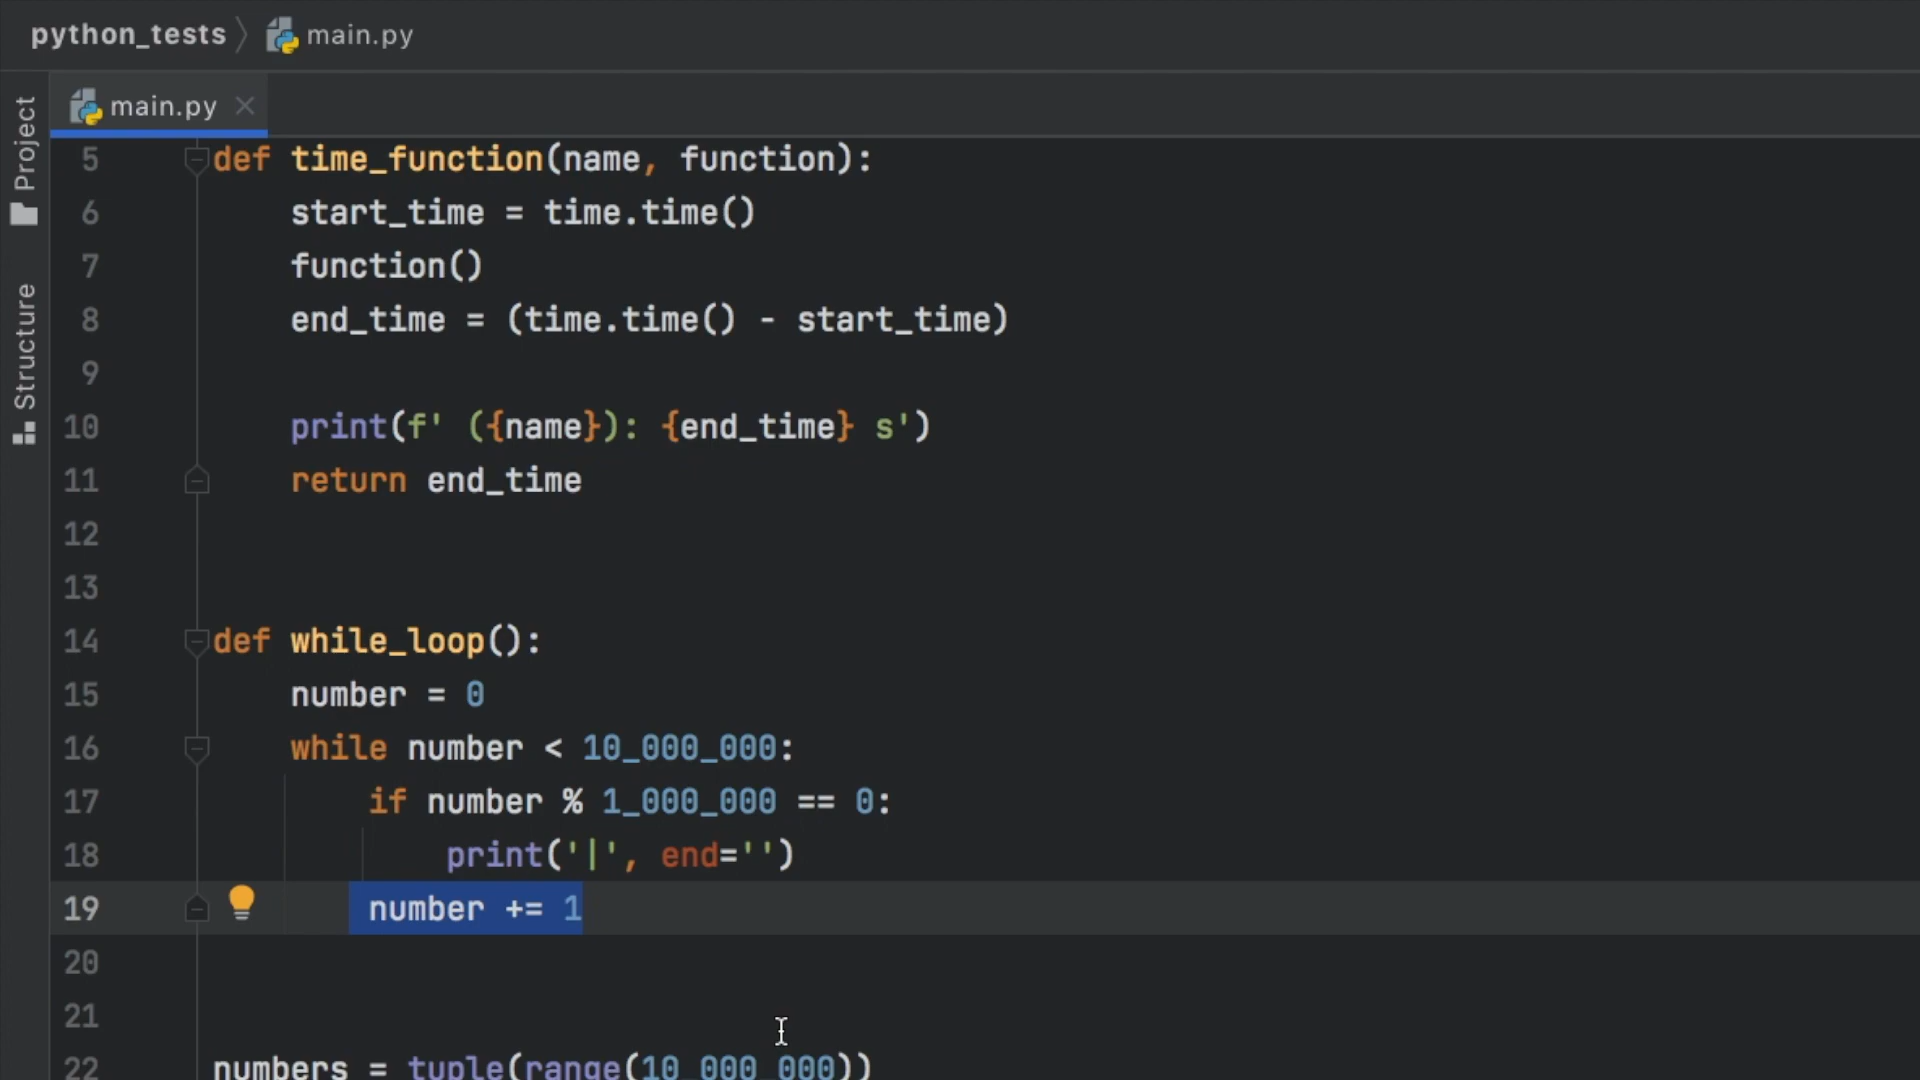 python_tests
main.py
Project
Structure
main.py
5 def time_function(name, function):
6 start_time = time.time()
7 function()
8 end_time = (time.time() - start_time)
9
10 print(f' ({name}): {end_time} s')
11 return end_time
12
13
14 def while_loop():
15 number = 0
16 while number < 10_000_000:
17 if number % 1_000_000 == 0:
18 print('|', end='')
19 number += 1
20
21
22 numbers = tuple(range(10_000_000))